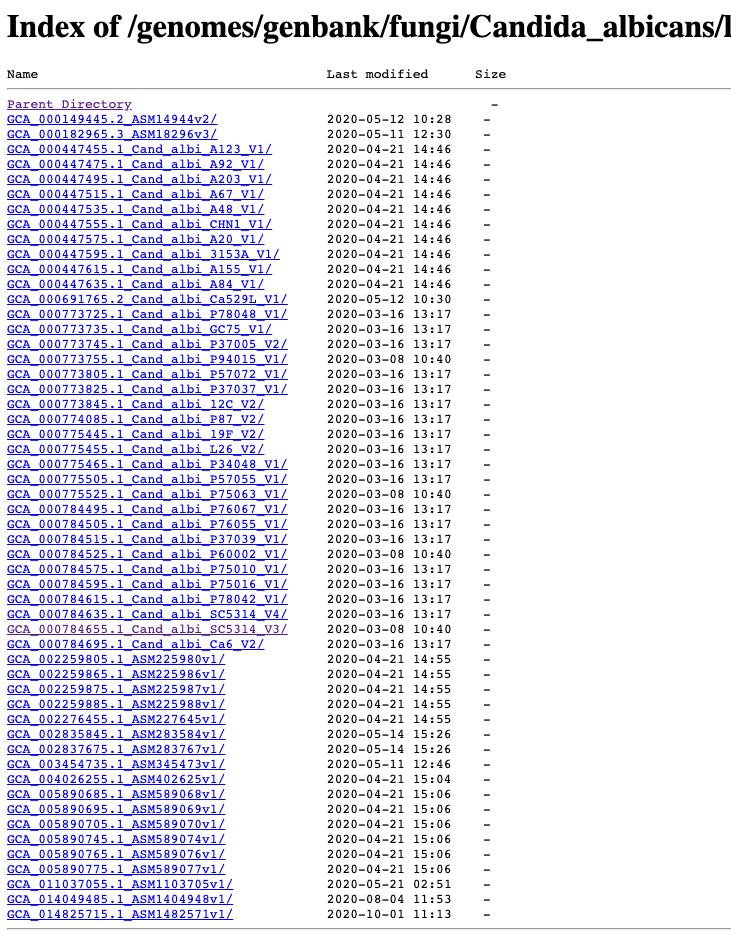 Index of /genomes/genbank/fungi/Candida_albicans/
Name Last modified Size
Parent Directory -
GCA_000149445.2_ASM14944v2/ 2020-05-12 10:28 -
GCA_000182965.3_ASM18296v3/ 2020-05-11 12:30 -
GCA_000447455.1_Cand_albi_A123_V1/ 2020-04-21 14:46 -
GCA_000447475.1_Cand_albi_A92_V1/ 2020-04-21 14:46 -
GCA_000447495.1_Cand_albi_A203_V1/ 2020-04-21 14:46 -
GCA_000447515.1_Cand_albi_A67_V1/ 2020-04-21 14:46 -
GCA_000447535.1_Cand_albi_A48_V1/ 2020-04-21 14:46 -
GCA_000447555.1_Cand_albi_CHN1_V1/ 2020-04-21 14:46 -
GCA_000447575.1_Cand_albi_A20_V1/ 2020-04-21 14:46 -
GCA_000447595.1_Cand_albi_3153A_V1/ 2020-04-21 14:46 -
GCA_000447615.1_Cand_albi_A155_V1/ 2020-04-21 14:46 -
GCA_000447635.1_Cand_albi_A84_V1/ 2020-04-21 14:46 -
GCA_000691765.2_Cand_albi_Ca529L_V1/ 2020-05-12 10:30 -
GCA_000773725.1_Cand_albi_P78048_V1/ 2020-03-16 13:17 -
GCA_000773735.1_Cand_albi_GC75_V1/ 2020-03-16 13:17 -
GCA_000773745.1_Cand_albi_P37005_V2/ 2020-03-16 13:17 -
GCA_000773755.1_Cand_albi_P94015_V1/ 2020-03-08 10:40 -
GCA_000773805.1_Cand_albi_P57072_V1/ 2020-03-16 13:17 -
GCA_000773825.1_Cand_albi_P37037_V1/ 2020-03-16 13:17 -
GCA_000773845.1_Cand_albi_12C_V2/ 2020-03-16 13:17 -
GCA_000774085.1_Cand_albi_P87_V2/ 2020-03-16 13:17 -
GCA_000775445.1_Cand_albi_19F_V2/ 2020-03-16 13:17 -
GCA_000775455.1_Cand_albi_L26_V2/ 2020-03-16 13:17 -
GCA_000775465.1_Cand_albi_P34048_V1/ 2020-03-16 13:17 -
GCA_000775505.1_Cand_albi_P57055_V1/ 2020-03-16 13:17 -
GCA_000775525.1_Cand_albi_P75063_V1/ 2020-03-08 10:40 -
GCA_000784495.1_Cand_albi_P76067_V1/ 2020-03-16 13:17 -
GCA_000784505.1_Cand_albi_P76055_V1/ 2020-03-16 13:17 -
GCA_000784515.1_Cand_albi_P37039_V1/ 2020-03-16 13:17 -
GCA_000784525.1_Cand_albi_P60002_V1/ 2020-03-08 10:40 -
GCA_000784575.1_Cand_albi_P75010_V1/ 2020-03-16 13:17 -
GCA_000784595.1_Cand_albi_P75016_V1/ 2020-03-16 13:17 -
GCA_000784615.1_Cand_albi_P78042_V1/ 2020-03-16 13:17 -
GCA_000784635.1_Cand_albi_SC5314_V4/ 2020-03-16 13:17 -
GCA_000784655.1_Cand_albi_SC5314_V3/ 2020-03-08 10:40 -
GCA_000784695.1_Cand_albi_Ca6_V2/ 2020-03-16 13:17 -
GCA_002259805.1_ASM225980v1/ 2020-04-21 14:55 -
GCA_002259865.1_ASM225986v1/ 2020-04-21 14:55 -
GCA_002259875.1_ASM225987v1/ 2020-04-21 14:55 -
GCA_002259885.1_ASM225988v1/ 2020-04-21 14:55 -
GCA_002276455.1_ASM227645v1/ 2020-04-21 14:55 -
GCA_002835845.1_ASM283584v1/ 2020-05-14 15:26 -
GCA_002837675.1_ASM283767v1/ 2020-05-14 15:26 -
GCA_003454735.1_ASM345473v1/ 2020-05-11 12:46 -
GCA_004026255.1_ASM402625v1/ 2020-04-21 15:04 -
GCA_005890685.1_ASM589068v1/ 2020-04-21 15:06 -
GCA_005890695.1_ASM589069v1/ 2020-04-21 15:06 -
GCA_005890705.1_ASM589070v1/ 2020-04-21 15:06 -
GCA_005890745.1_ASM589074v1/ 2020-04-21 15:06 -
GCA_005890765.1_ASM589076v1/ 2020-04-21 15:06 -
GCA_005890775.1_ASM589077v1/ 2020-04-21 15:06 -
GCA_011037055.1_ASM1103705v1/ 2020-05-21 02:51 -
GCA_014049485.1_ASM1404948v1/ 2020-08-04 11:53 -
GCA_014825715.1_ASM1482571v1/ 2020-10-01 11:13 -